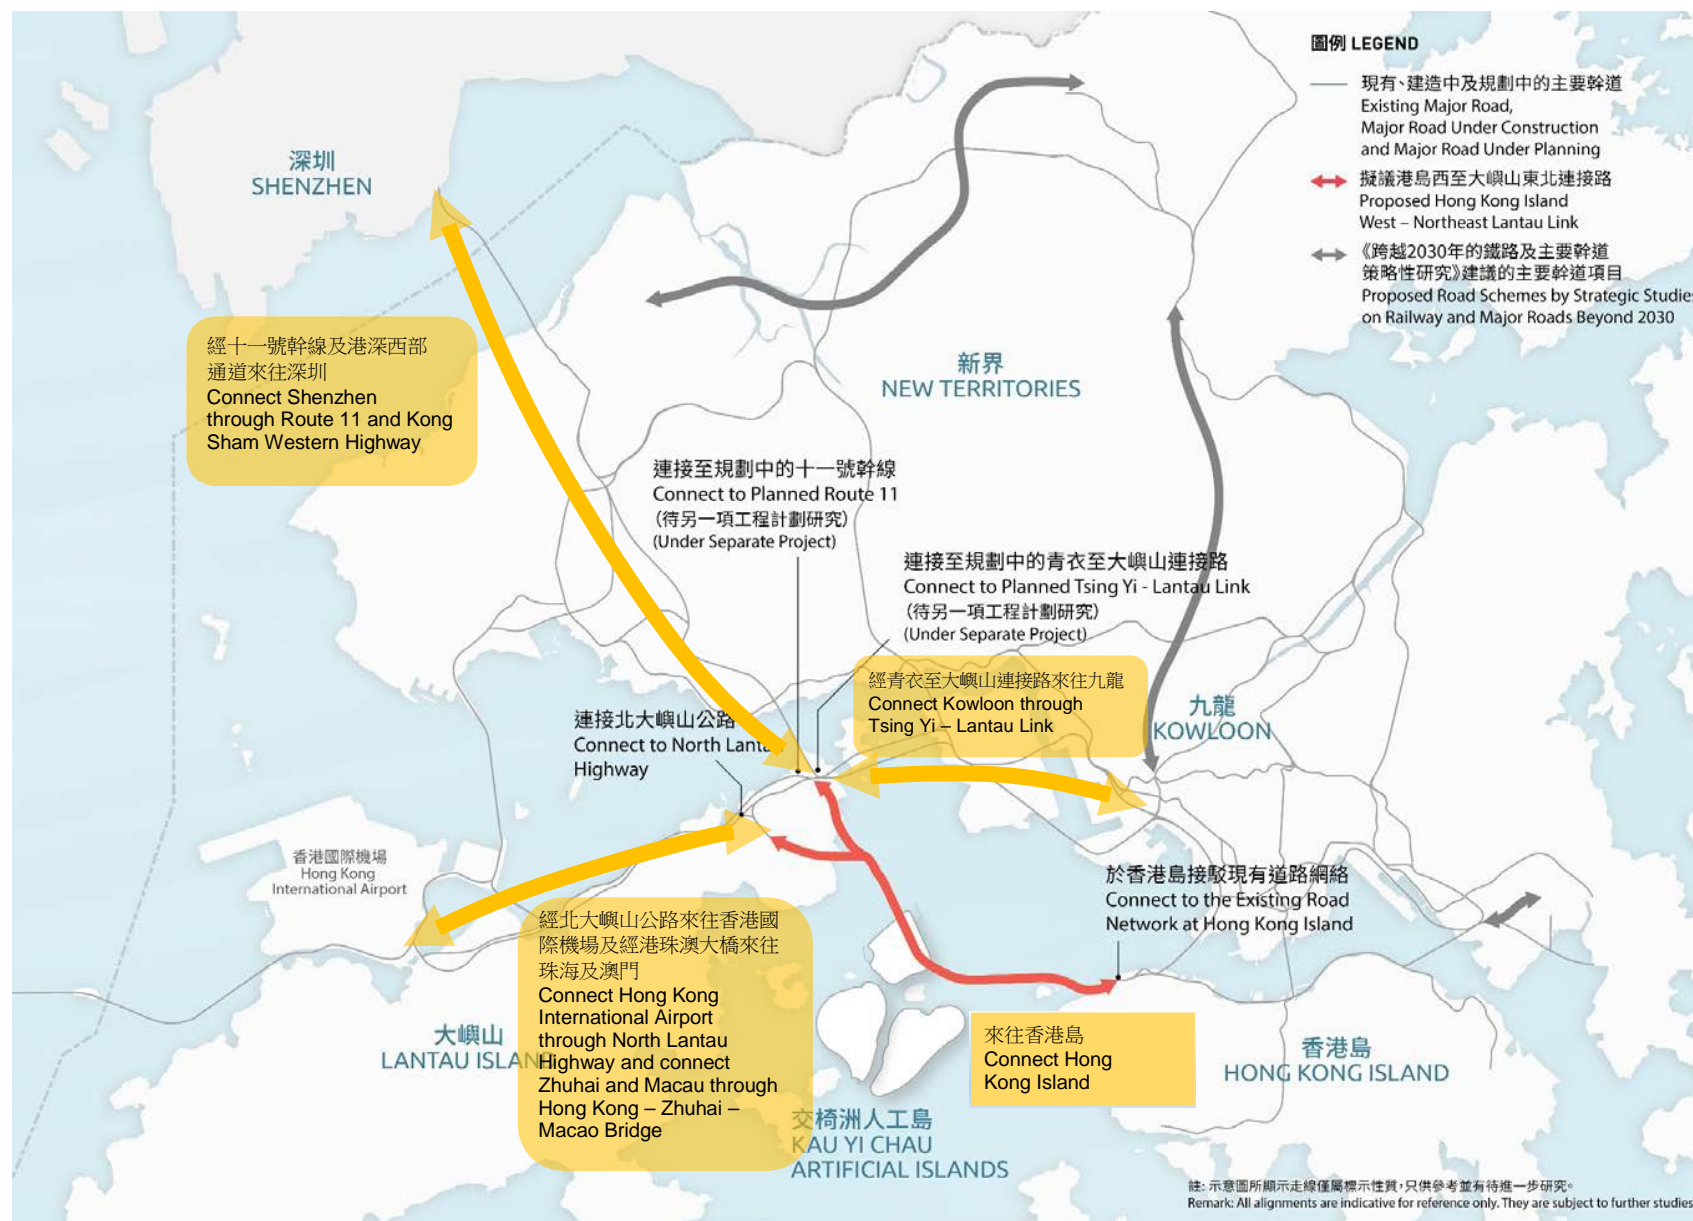 圖例 LEGEND
現有、建造中及規劃中的主要幹道
Existing Major Road,
Major Road Under Construction
and Major Road Under Planning
擬議港島西至大嶼山東北連接路
Proposed Hong Kong Island
West – Northeast Lantau Link
《跨越2030年的鐵路及主要幹道
策略性研究》建議的主要幹道項目
Proposed Road Schemes by Strategic Studies
on Railway and Major Roads Beyond 2030
深圳
SHENZHEN
經十一號幹線及港深西部
通道來往深圳
Connect Shenzhen
through Route 11 and Kong
Sham Western Highway
新界
NEW TERRITORIES
連接至規劃中的十一號幹線
Connect to Planned Route 11
(待另一項工程計劃研究)
(Under Separate Project)
連接至規劃中的青衣至大嶼山連接路
Connect to Planned Tsing Yi - Lantau Link
(待另一項工程計劃研究)
(Under Separate Project)
經青衣至大嶼山連接路來往九龍
Connect Kowloon through
Tsing Yi – Lantau Link
九龍
KOWLOON
連接北大嶼山公路
Connect to North Lantau
Highway
香港國際機場
Hong Kong
International Airport
於香港島接駁現有道路網絡
Connect to the Existing Road
Network at Hong Kong Island
經北大嶼山公路來往香港國
際機場及經港珠澳大橋來往
珠海及澳門
Connect Hong Kong
International Airport
through North Lantau
Highway and connect
Zhuhai and Macau through
Hong Kong – Zhuhai –
Macao Bridge
大嶼山
LANTAU ISLAND
來往香港島
Connect Hong
Kong Island
香港島
HONG KONG ISLAND
交椅洲人工島
KAU YI CHAU
ARTIFICIAL ISLANDS
註: 示意圖所顯示走線僅屬標示性質,只供參考並有待進一步研究。
Remark: All alignments are indicative for reference only. They are subject to further studies